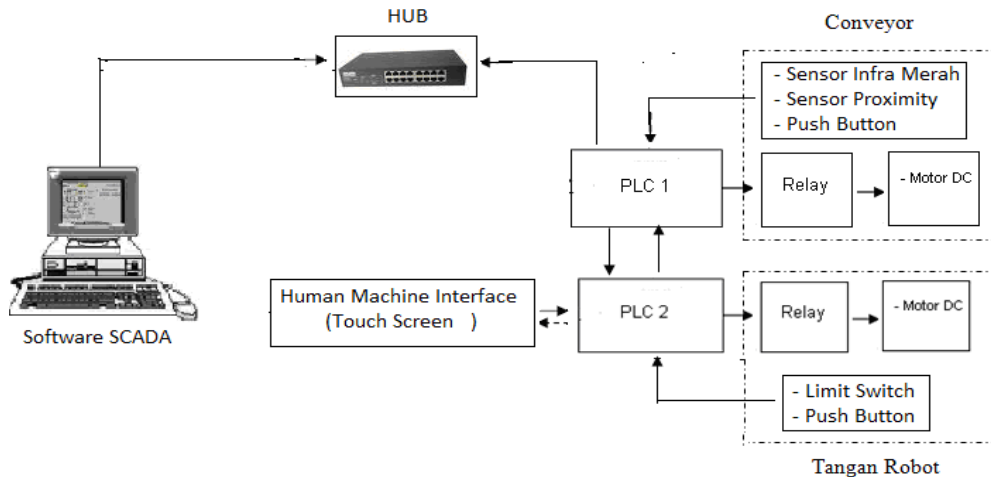 HUB
Conveyor
- Sensor Infra Merah
- Sensor Proximity
- Push Button
PLC 1
Relay
- Motor DC
Human Machine Interface
(Touch Screen )
PLC 2
Relay
- Motor DC
Software SCADA
- Limit Switch
- Push Button
Tangan Robot